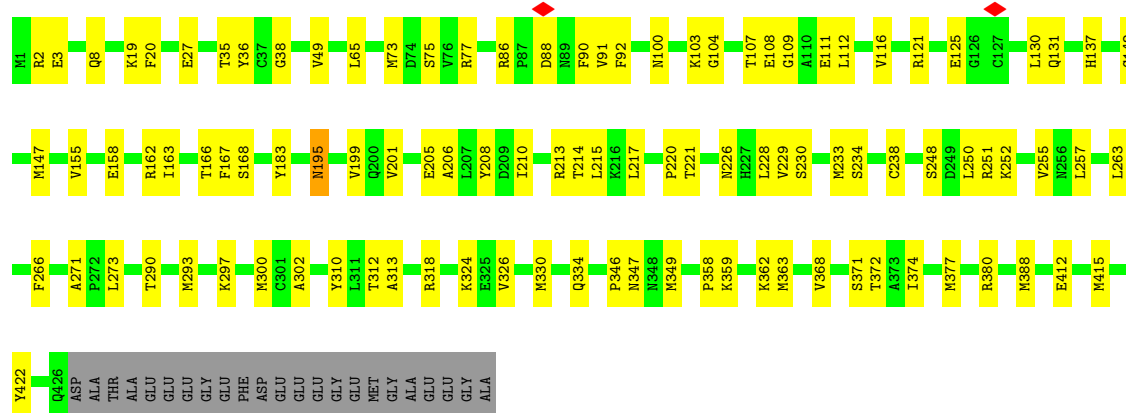 M1 R2 E3 Q8 K19 F20 E27 T35 Y36 C37 G38 V49 L65 M73 D74 S75 V76 R77 R86 P87 D88 N89 F90 V91 F92 N100 K103 G104 T107 E108 G109 A110 E111 L112 V116 R121 E125 G126 C127 L130 Q131 H137
M147 V155 E158 R162 I163 T166 F167 S168 Y183 N195 V199 Q200 V201 E205 A206 L207 Y208 D209 I210 R213 T214 L215 K216 L217 P220 T221 N226 H227 L228 V229 S230 M233 S234 C238 S248 D249 L250 R251 K252 V255 N256 L257 L263
F266 A271 P272 L273 T290 M293 K297 M300 C301 A302 Y310 L311 T312 A313 R318 K324 E325 V326 M330 Q334 P346 N347 N348 M349 P358 K359 K362 M363 V368 S371 T372 A373 I374 M377 R380 M388 E412 M415
Y422 Q426 ASP ALA THR ALA GLU GLU GLU GLY GLU PHE ASP GLU GLU GLU GLY GLU MET GLY ALA GLU GLU GLY ALA